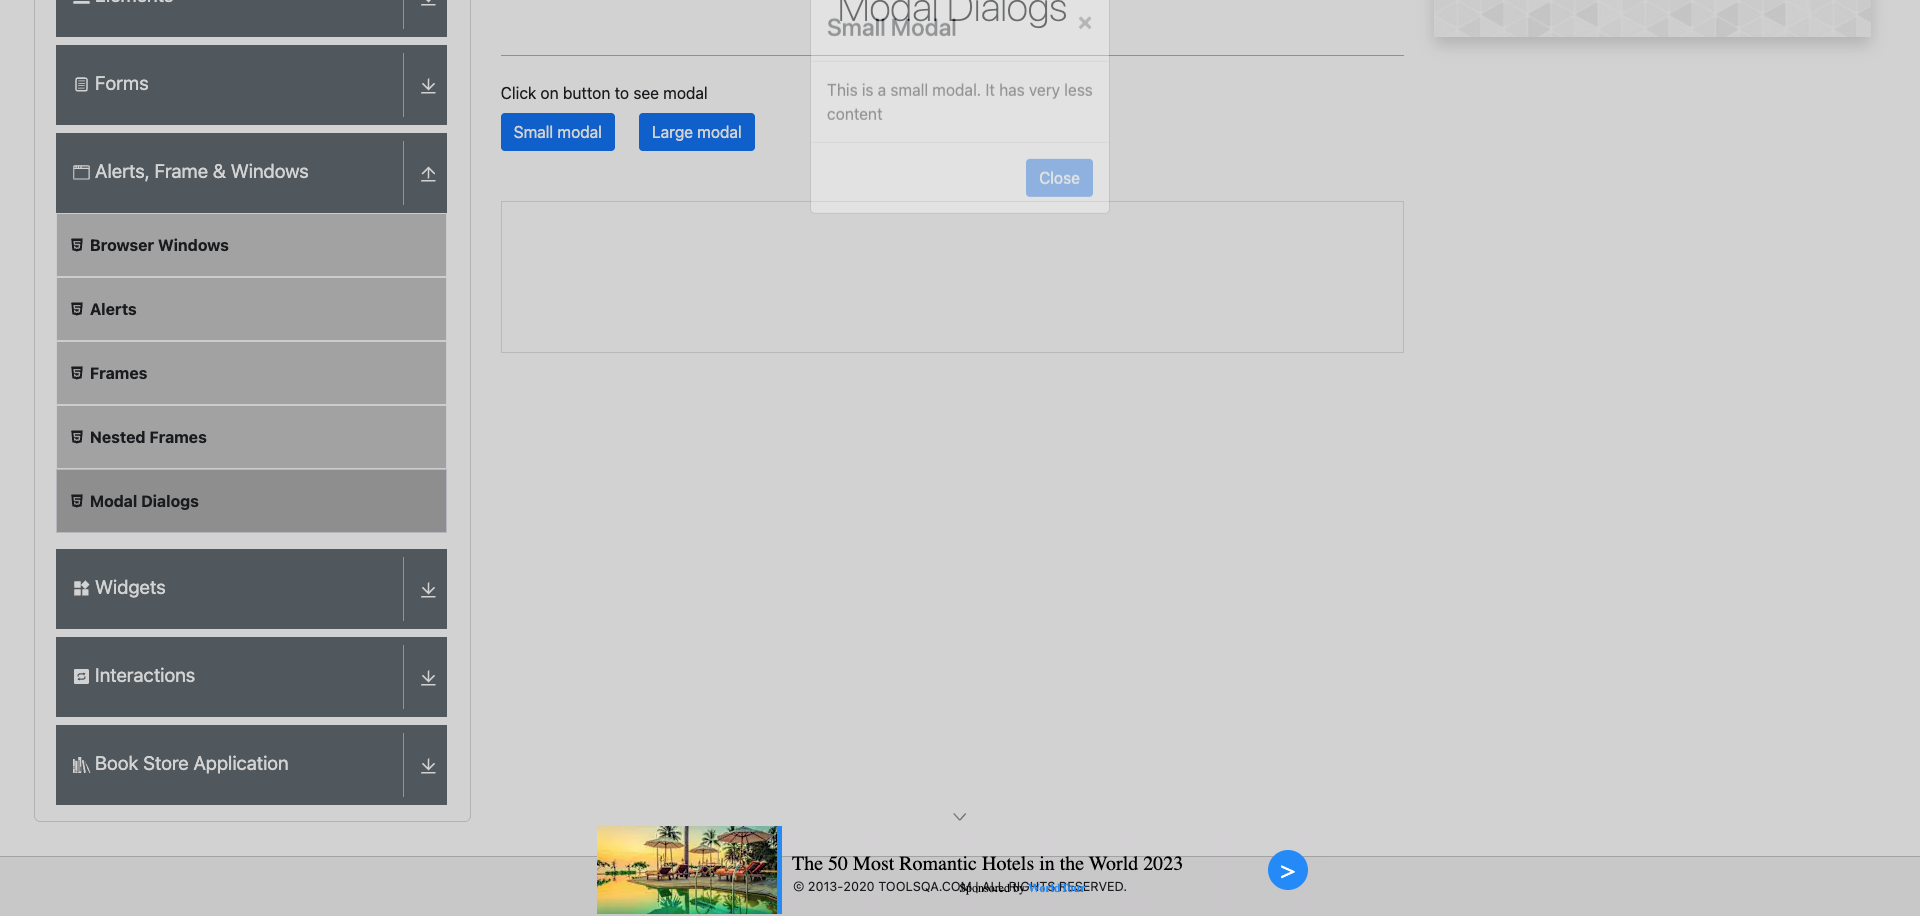 Elements
Forms
Alerts, Frame & Windows
Browser Windows
Alerts
Frames
Nested Frames
Modal Dialogs
Widgets
Interactions
Book Store Application
Modal Dialogs
Click on button to see modal
Small modal
Large modal
Small Modal
×
This is a small modal. It has very less
content
Close
The 50 Most Romantic Hotels in the World 2023
© 2013-2020 TOOLSQA.COM | ALL RIGHTS RESERVED.
Sponsored by
>